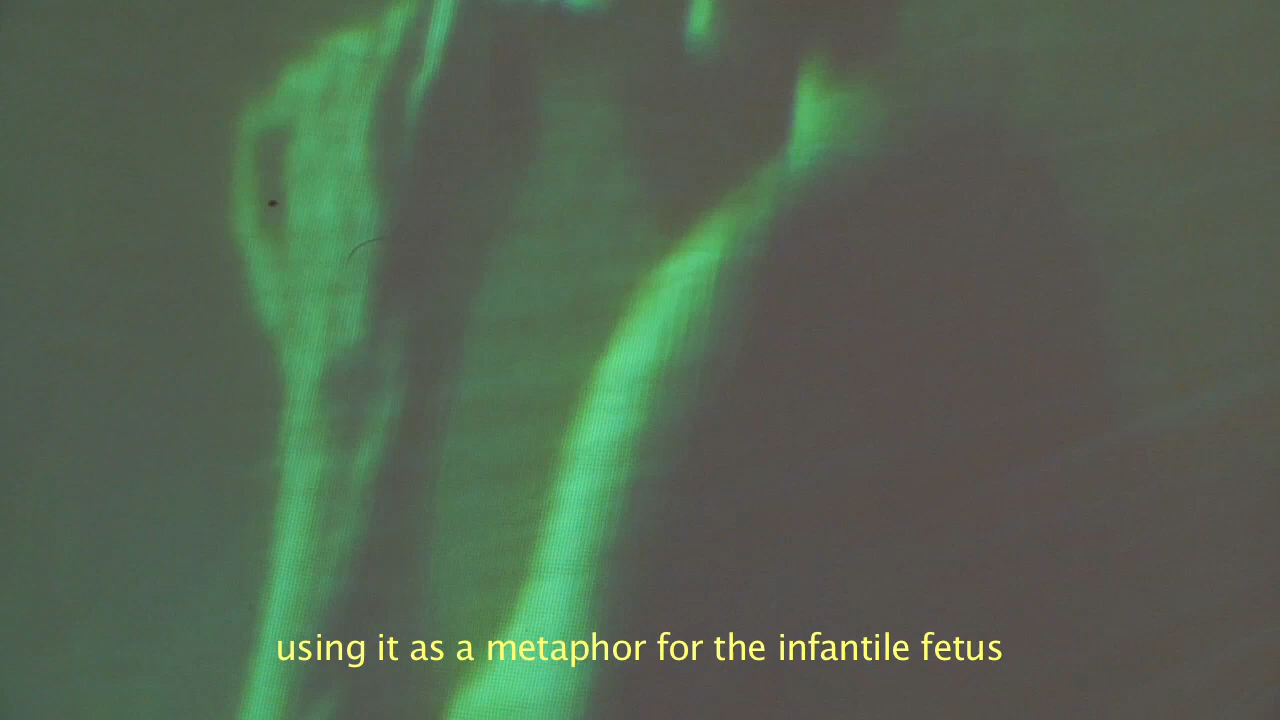 using it as a metaphor for the infantile fetus